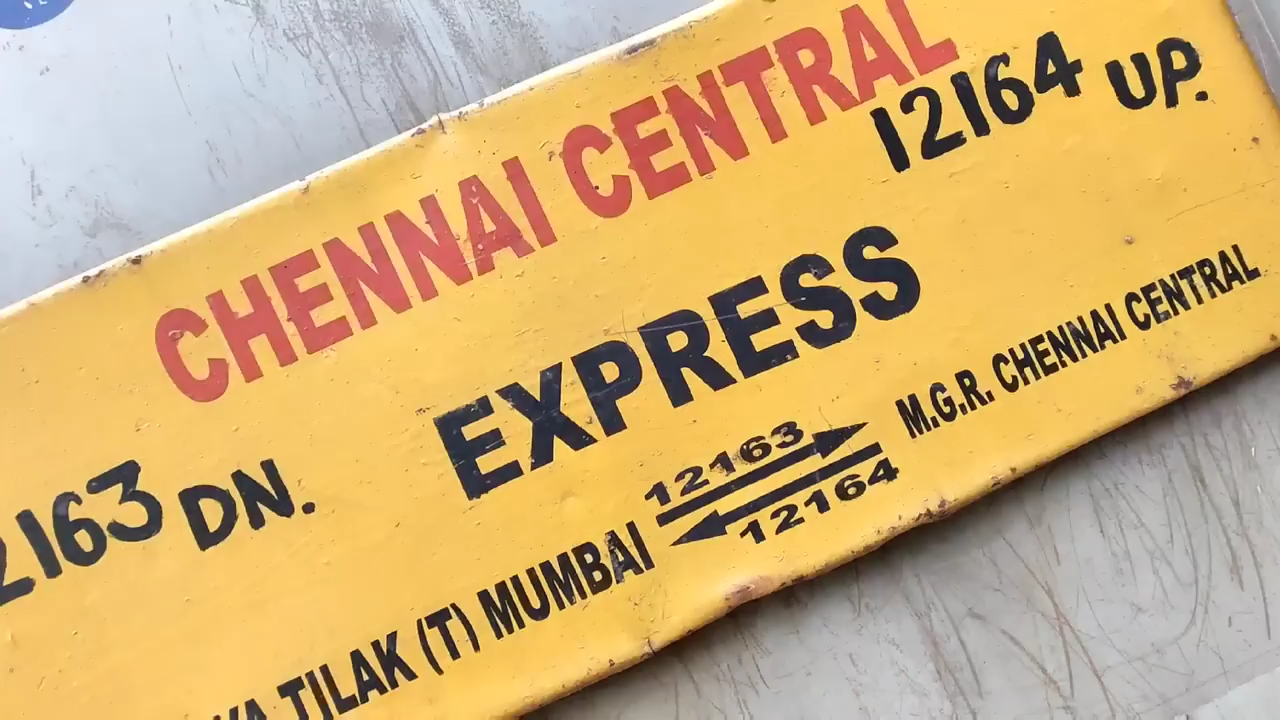 CHENNAI CENTRAL
12164 UP.
EXPRESS
2163 DN.
12163
12164
TILAK (T) MUMBAI
M.G.R. CHENNAI CENTRAL